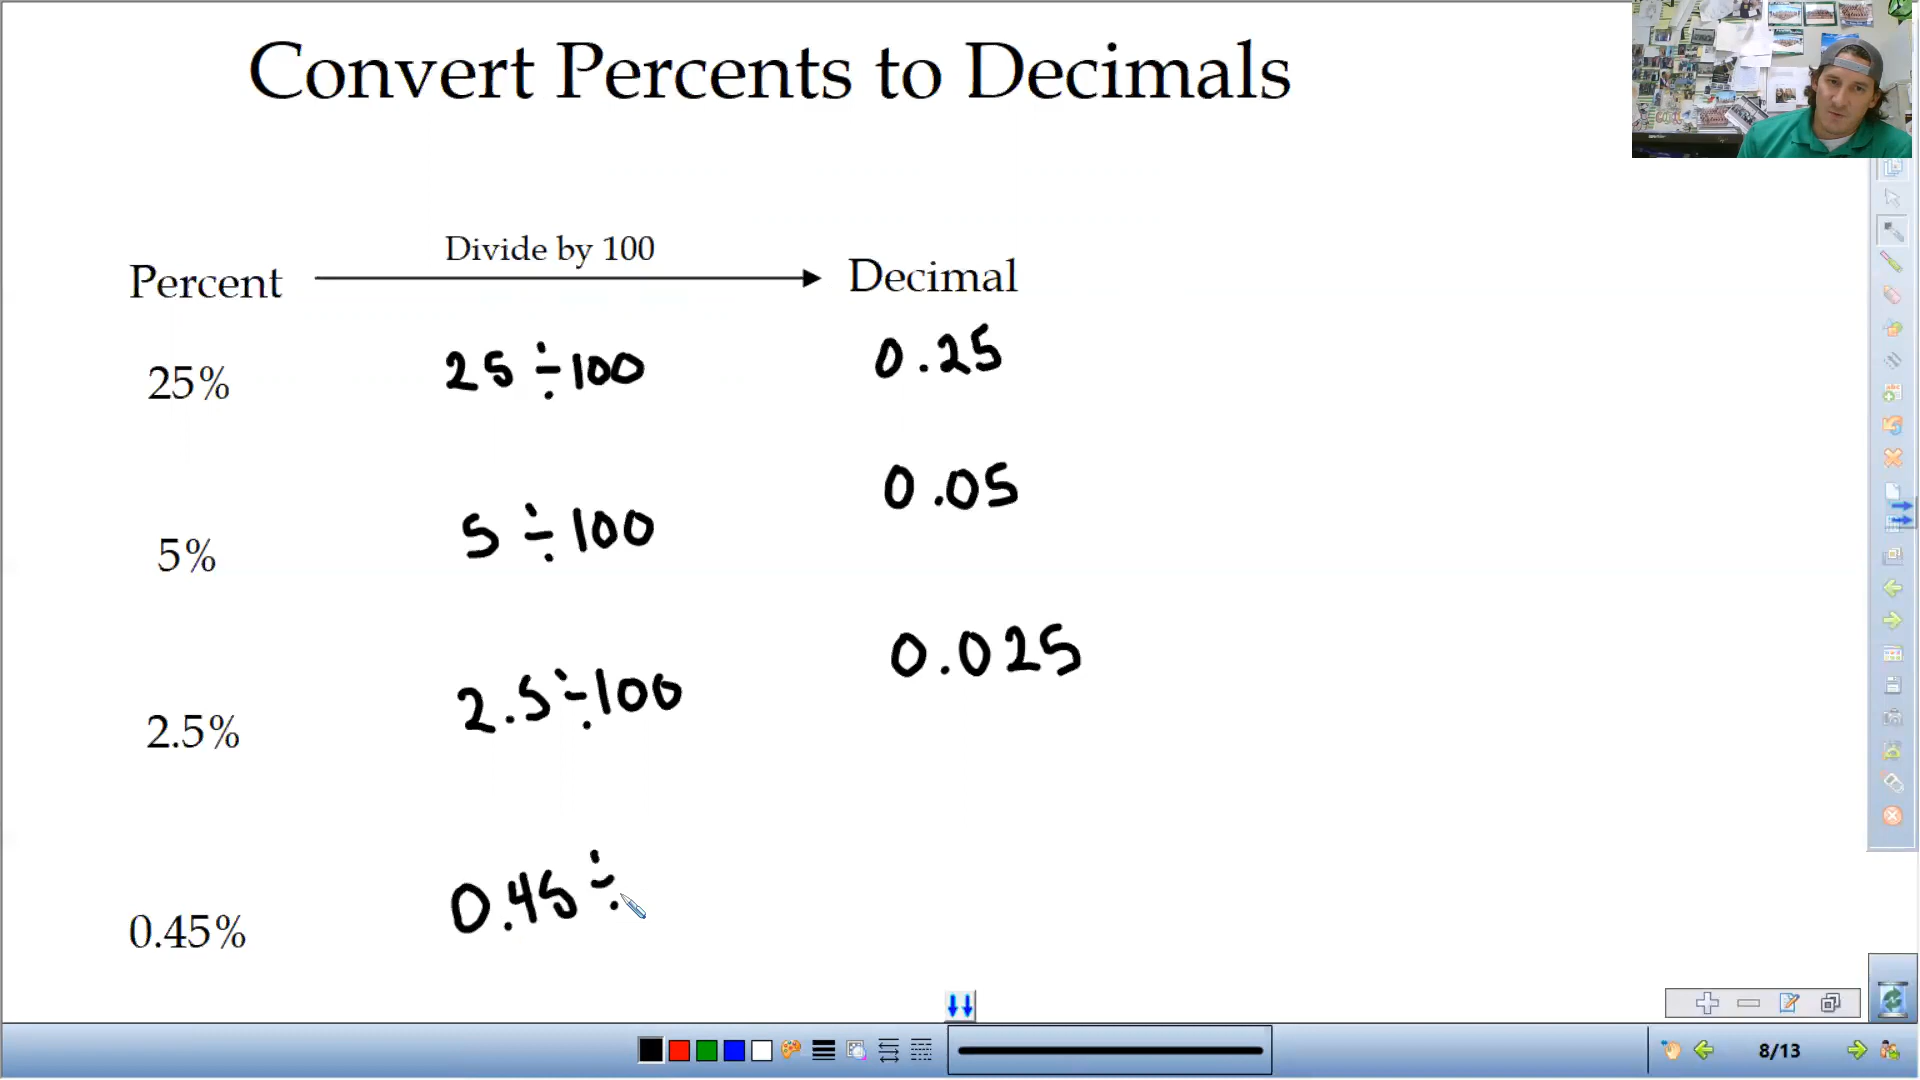 Convert Percents to Decimals
Divide by 100
Percent Decimal
25% 25 ÷ 100 0.25
5% 5 ÷ 100 0.05
2.5% 2.5 ÷ 100 0.025
0.45% 0.45 ÷
8/13